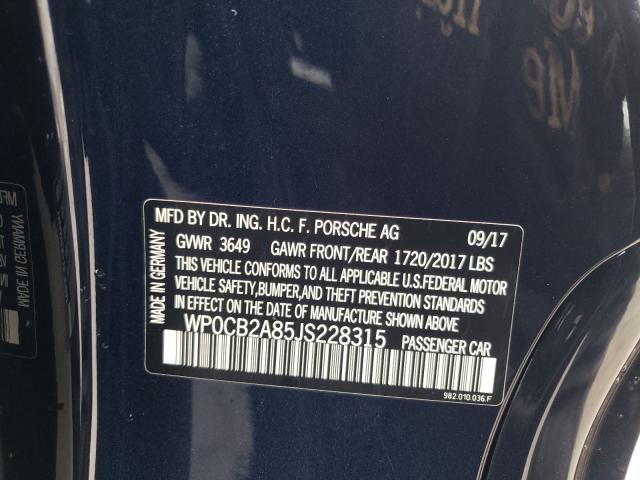 MFD BY DR. ING. H.C. F. PORSCHE AG 09/17
GVWR 3649 GAWR FRONT/REAR 1720/2017 LBS
THIS VEHICLE CONFORMS TO ALL APPLICABLE U.S.FEDERAL MOTOR
VEHICLE SAFETY,BUMPER,AND THEFT PREVENTION STANDARDS
IN EFFECT ON THE DATE OF MANUFACTURE SHOWN ABOVE
WP0CB2A85JS228315 PASSENGER CAR
982.010.036.F
MADE IN GERMANY